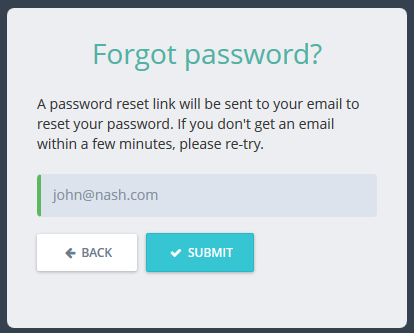 Forgot password?
A password reset link will be sent to your email to
reset your password. If you don't get an email
within a few minutes, please re-try.
john@nash.com
BACK
SUBMIT